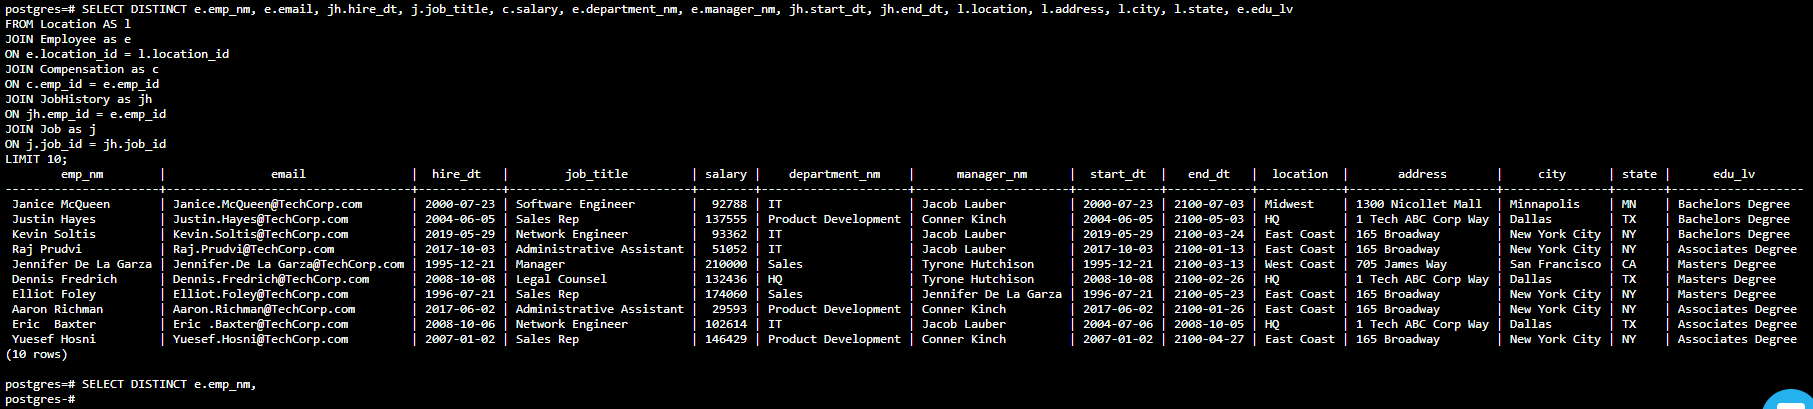 postgres=# SELECT DISTINCT e.emp_nm, e.email, jh.hire_dt, j.job_title, c.salary, e.department_nm, e.manager_nm, jh.start_dt, jh.end_dt, l.location, l.address, l.city, l.state, e.edu_lv
FROM Location AS l
JOIN Employee as e
ON e.location_id = l.location_id
JOIN Compensation as c
ON c.emp_id = e.emp_id
JOIN JobHistory as jh
ON jh.emp_id = e.emp_id
JOIN Job as j
ON j.job_id = jh.job_id
LIMIT 10;
emp_nm | email | hire_dt | job_title | salary | department_nm | manager_nm | start_dt | end_dt | location | address | city | state | edu_lv
Janice McQueen | Janice.McQueen@TechCorp.com | 2000-07-23 | Software Engineer | 92788 | IT | Jacob Lauber | 2000-07-23 | 2100-07-03 | Midwest | 1300 Nicollet Mall | Minnapolis | MN | Bachelors Degree
Justin Hayes | Justin.Hayes@TechCorp.com | 2004-06-05 | Sales Rep | 137555 | Product Development | Conner Kinch | 2004-06-05 | 2100-05-03 | HQ | 1 Tech ABC Corp Way | Dallas | TX | Bachelors Degree
Kevin Soltis | Kevin.Soltis@TechCorp.com | 2019-05-29 | Network Engineer | 93362 | IT | Jacob Lauber | 2019-05-29 | 2100-03-24 | East Coast | 165 Broadway | New York City | NY | Bachelors Degree
Raj Prudvi | Raj.Prudvi@TechCorp.com | 2017-10-03 | Administrative Assistant | 51052 | IT | Jacob Lauber | 2017-10-03 | 2100-01-13 | East Coast | 165 Broadway | New York City | NY | Associates Degree
Jennifer De La Garza | Jennifer.De La Garza@TechCorp.com | 1995-12-21 | Manager | 210000 | Sales | Tyrone Hutchison | 1995-12-21 | 2100-03-13 | West Coast | 705 James Way | San Francisco | CA | Masters Degree
Dennis Fredrich | Dennis.Fredrich@TechCorp.com | 2008-10-08 | Legal Counsel | 132436 | HQ | Tyrone Hutchison | 2008-10-08 | 2100-02-26 | HQ | 1 Tech ABC Corp Way | Dallas | TX | Masters Degree
Elliot Foley | Elliot.Foley@TechCorp.com | 1996-07-21 | Sales Rep | 174060 | Sales | Jennifer De La Garza | 1996-07-21 | 2100-05-23 | East Coast | 165 Broadway | New York City | NY | Masters Degree
Aaron Richman | Aaron.Richman@TechCorp.com | 2017-06-02 | Administrative Assistant | 29593 | Product Development | Conner Kinch | 2017-06-02 | 2100-01-26 | East Coast | 165 Broadway | New York City | NY | Associates Degree
Eric  Baxter | Eric .Baxter@TechCorp.com | 2008-10-06 | Network Engineer | 102614 | IT | Jacob Lauber | 2004-07-06 | 2008-10-05 | HQ | 1 Tech ABC Corp Way | Dallas | TX | Associates Degree
Yuesef Hosni | Yuesef.Hosni@TechCorp.com | 2007-01-02 | Sales Rep | 146429 | Product Development | Conner Kinch | 2007-01-02 | 2100-04-27 | East Coast | 165 Broadway | New York City | NY | Associates Degree
(10 rows)
postgres=# SELECT DISTINCT e.emp_nm,
postgres-#